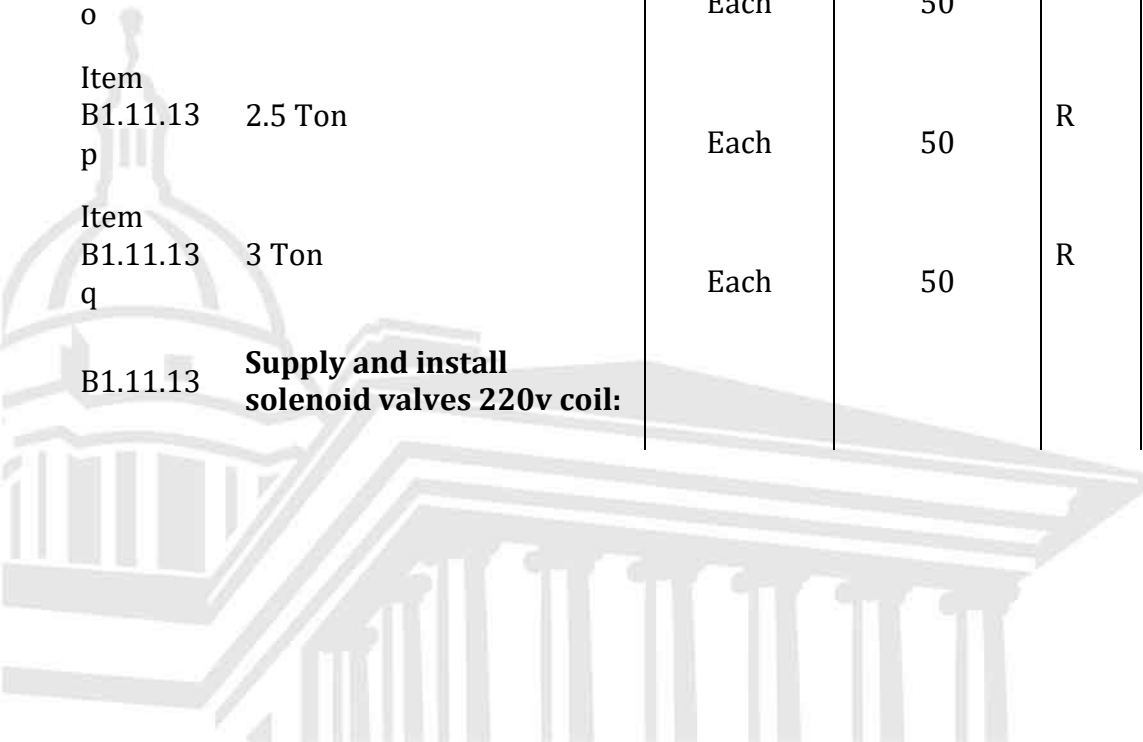 o Each 50
Item
B1.11.13 2.5 Ton R
p Each 50
Item
B1.11.13 3 Ton R
q Each 50
Supply and install
B1.11.13
solenoid valves 220v coil: